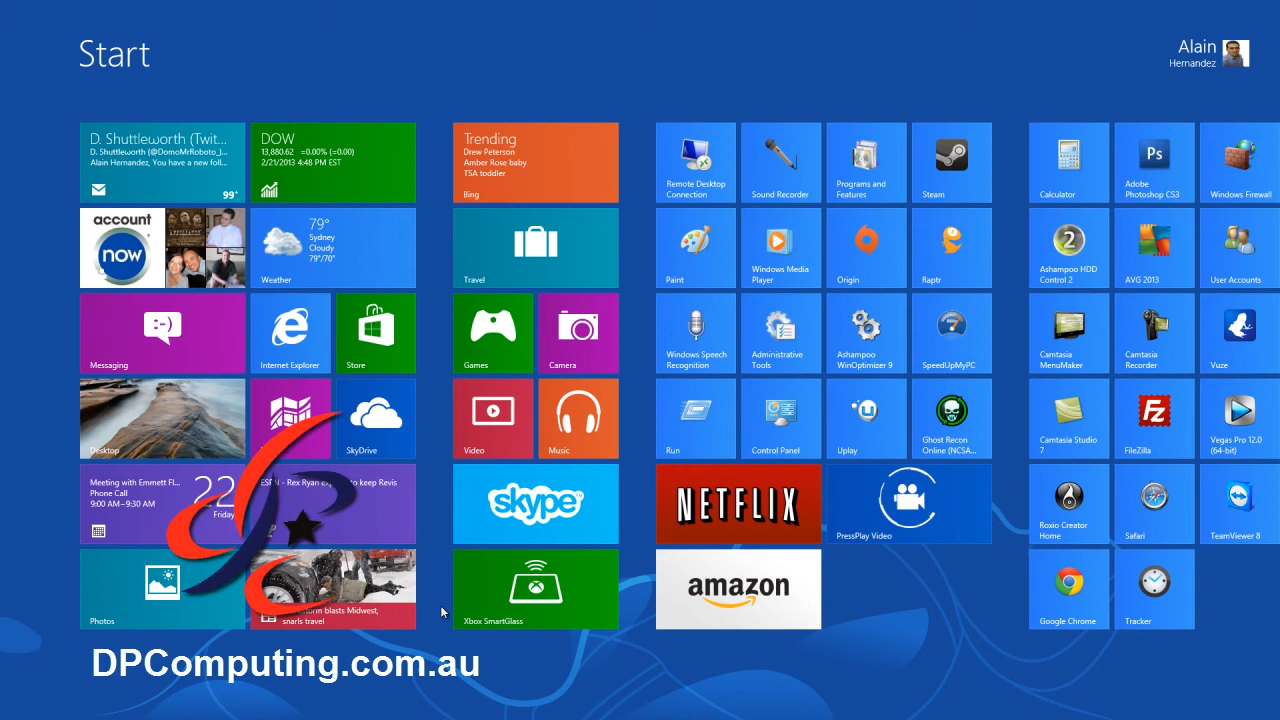 Start
Alain
Hernandez
D. Shuttleworth (Twit...
D. Shuttleworth (@DomoMrRoboto_)...
Alain Hernandez, You have a new foll...
99+
DOW
13,880.62 +0.00% (+0.00)
2/21/2013 4:48 PM EST
account
now
79°
Sydney
Cloudy
79°/70°
Weather
Messaging
Internet Explorer
Store
Desktop
SkyDrive
Meeting with Emmett Fl...
Phone Call
9:00 AM – 9:30 AM
22
Friday
ESPN - Rex Ryan
to keep Revis
Photos
blasts Midwest,
snarls travel
Trending
Drew Peterson
Amber Rose baby
TSA toddler
Bing
Travel
Games
Camera
Video
Music
skype™
Xbox SmartGlass
Remote Desktop
Connection
Sound Recorder
Programs and
Features
Steam
Paint
Windows Media
Player
Origin
Raptr
Windows Speech
Recognition
Administrative
Tools
Ashampoo
WinOptimizer 9
SpeedUpMyPC
Run
Control Panel
Uplay
Ghost Recon
Online (NCSA...
NETFLIX
PressPlay Video
amazon
Calculator
Ps
Adobe
Photoshop CS3
Windows Firewall
2
Ashampoo HDD
Control 2
AVG 2013
User Accounts
Camtasia
MenuMaker
Camtasia
Recorder
Vuze
Camtasia Studio
7
Fz
FileZilla
Vegas Pro 12.0
(64-bit)
Roxio Creator
Home
Safari
TeamViewer 8
Google Chrome
Tracker
DPComputing.com.au